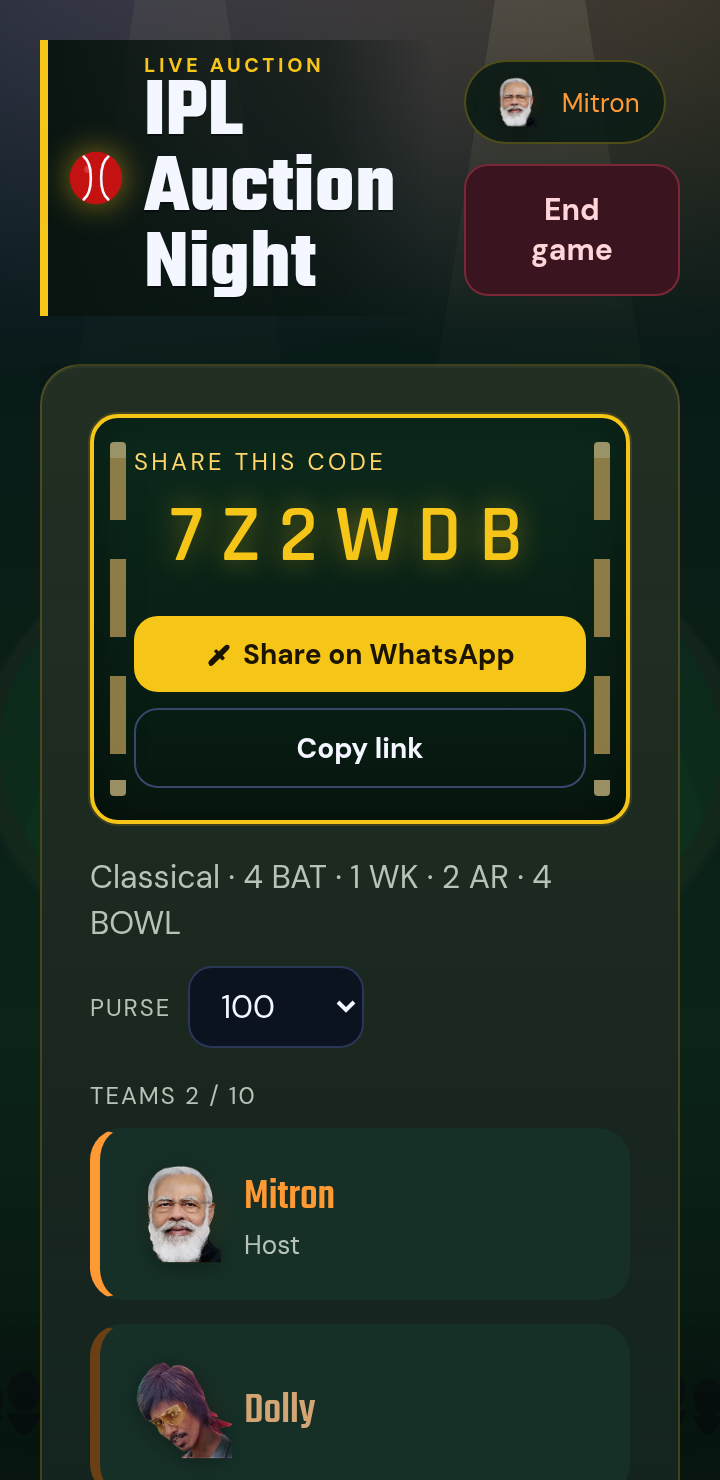 LIVE AUCTION
IPL
Auction
Night
Mitron
End
game
SHARE THIS CODE
7Z2WDB
Share on WhatsApp
Copy link
Classical · 4 BAT · 1 WK · 2 AR · 4
BOWL
PURSE 100
TEAMS 2 / 10
Mitron
Host
Dolly